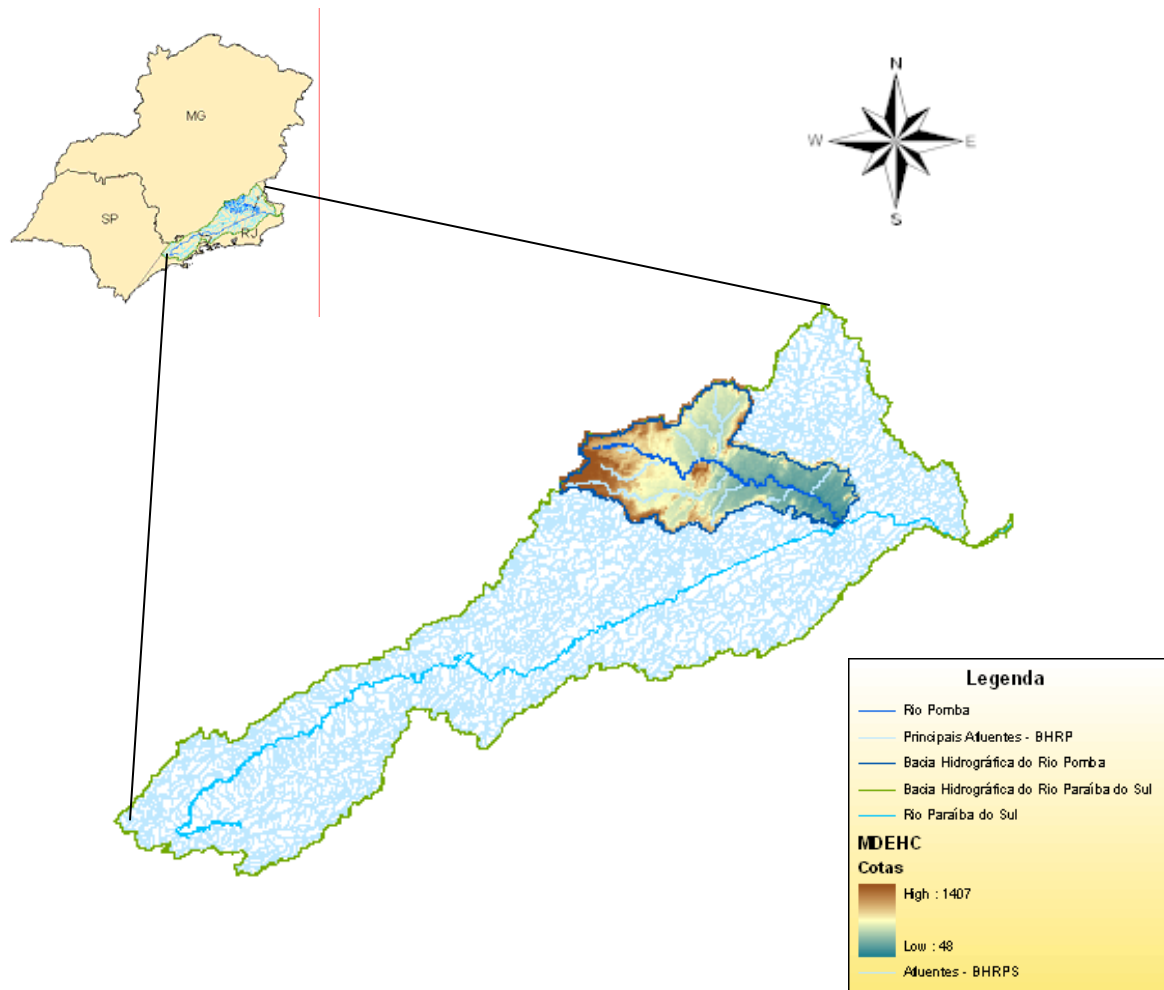 MG
SP
RJ
N
W
E
S
Legenda
Rio Pomba
Principais Afluentes - BHRP
Bacia Hidrográfica do Rio Pomba
Bacia Hidrográfica do Rio Paraíba do Sul
Rio Paraíba do Sul
MDEHC
Cotas
High : 1407
Low : 48
Afluentes - BHRPS